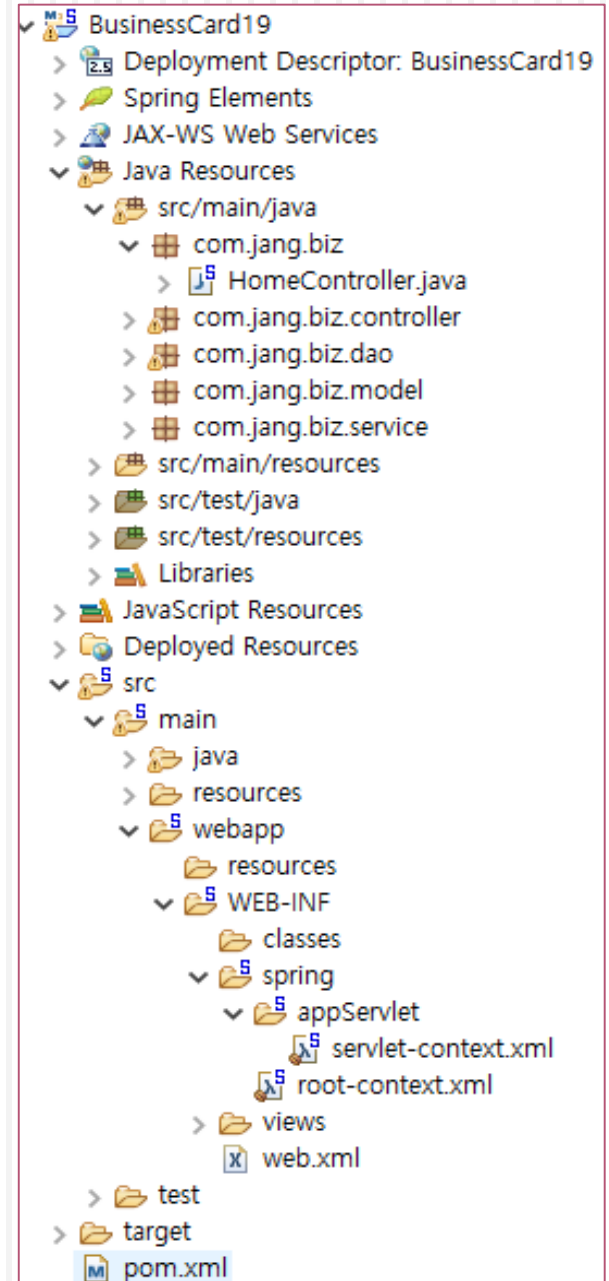 BusinessCard19
Deployment Descriptor: BusinessCard19
Spring Elements
JAX-WS Web Services
Java Resources
src/main/java
com.jang.biz
HomeController.java
com.jang.biz.controller
com.jang.biz.dao
com.jang.biz.model
com.jang.biz.service
src/main/resources
src/test/java
src/test/resources
Libraries
JavaScript Resources
Deployed Resources
src
main
java
resources
webapp
resources
WEB-INF
classes
spring
appServlet
servlet-context.xml
root-context.xml
views
web.xml
test
target
pom.xml